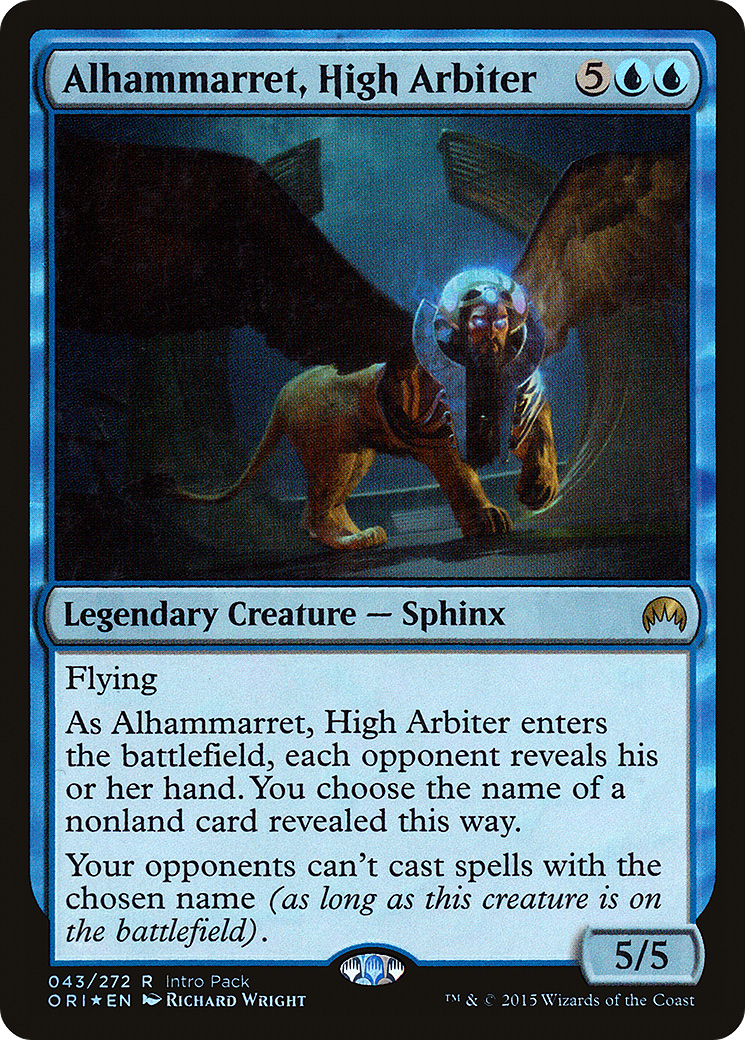 Alhammarret, High Arbiter 5
Legendary Creature — Sphinx
Flying
As Alhammarret, High Arbiter enters
the battlefield, each opponent reveals his
or her hand. You choose the name of a
nonland card revealed this way.
Your opponents can't cast spells with the
chosen name (as long as this creature is on
the battlefield).
5/5
043/272 R Intro Pack
ORI★EN Richard Wright
™ & © 2015 Wizards of the Coast